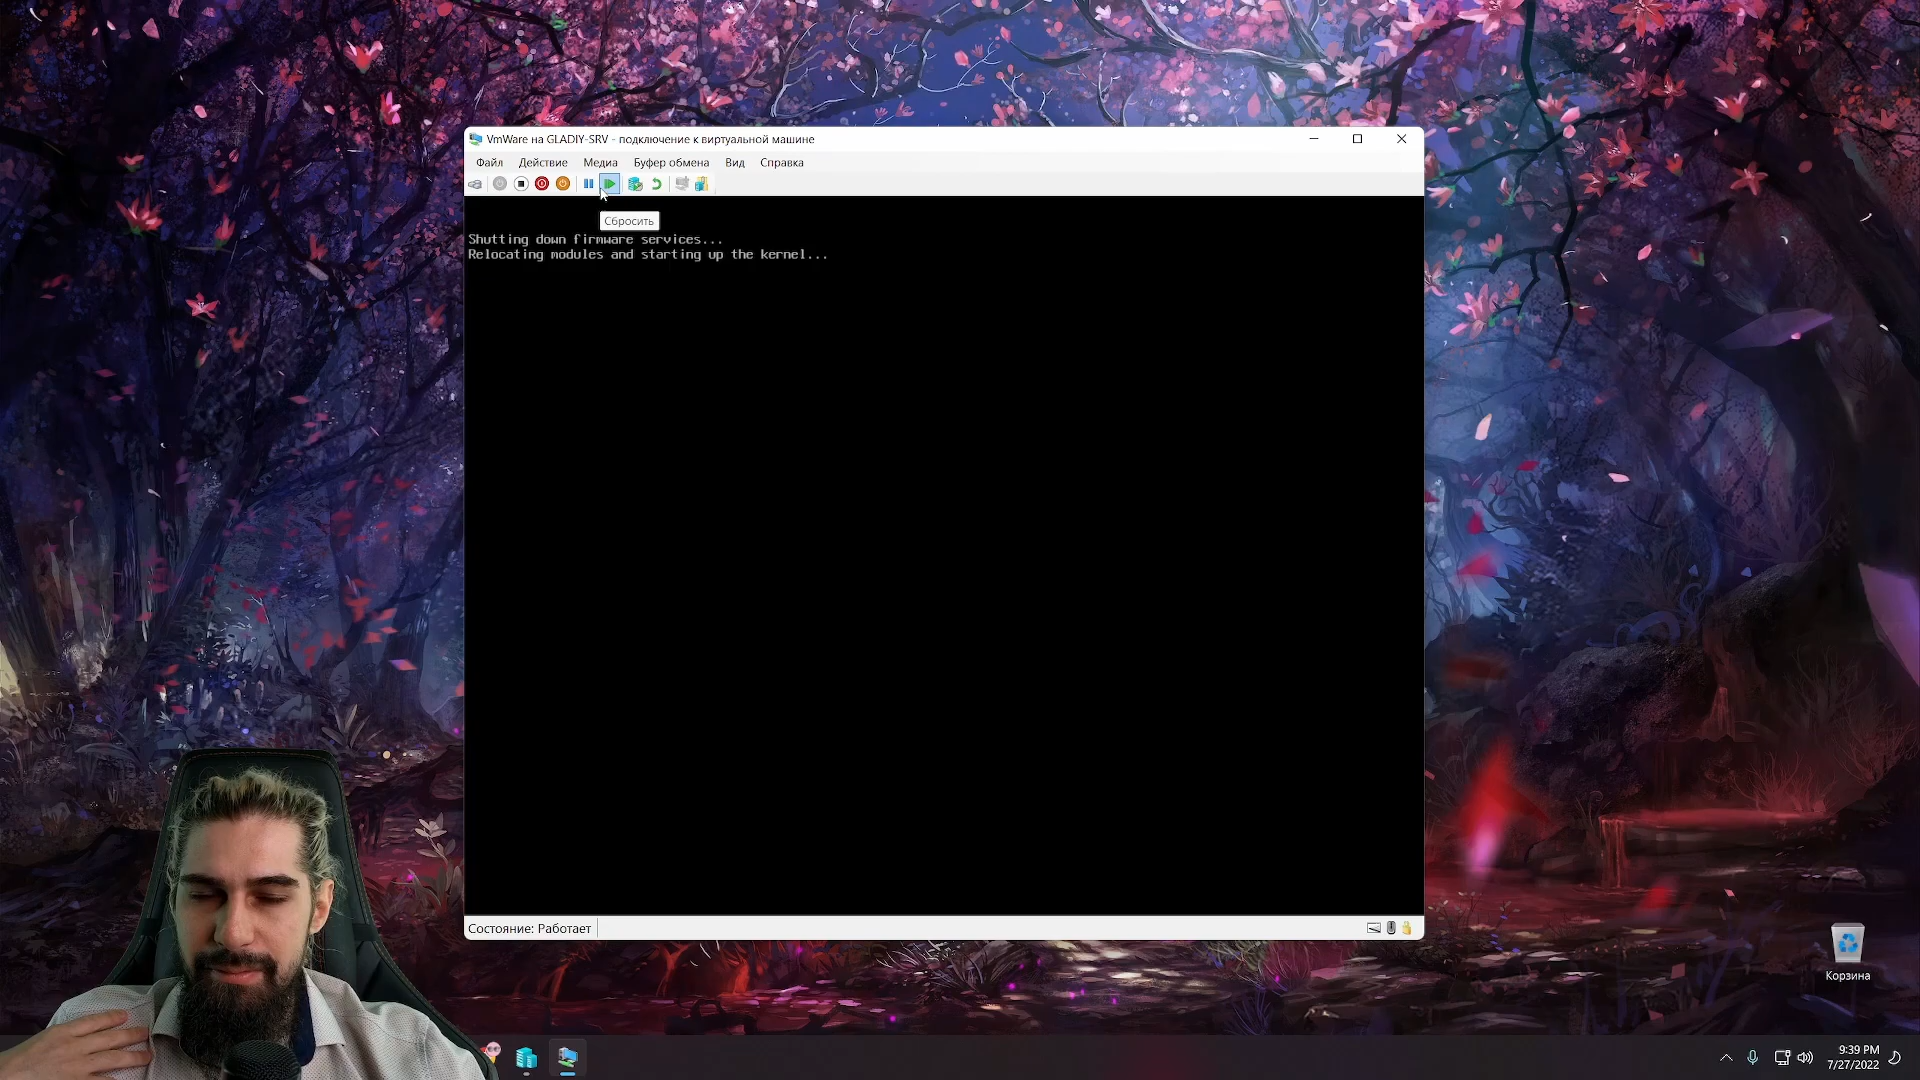 VmWare на GLADIY-SRV - подключение к виртуальной машине
Файл Действие Медиа Буфер обмена Вид Справка
Сбросить
Shutting down firmware services...
Relocating modules and starting up the kernel...
Состояние: Работает
Корзина
9:39 PM
7/27/2022